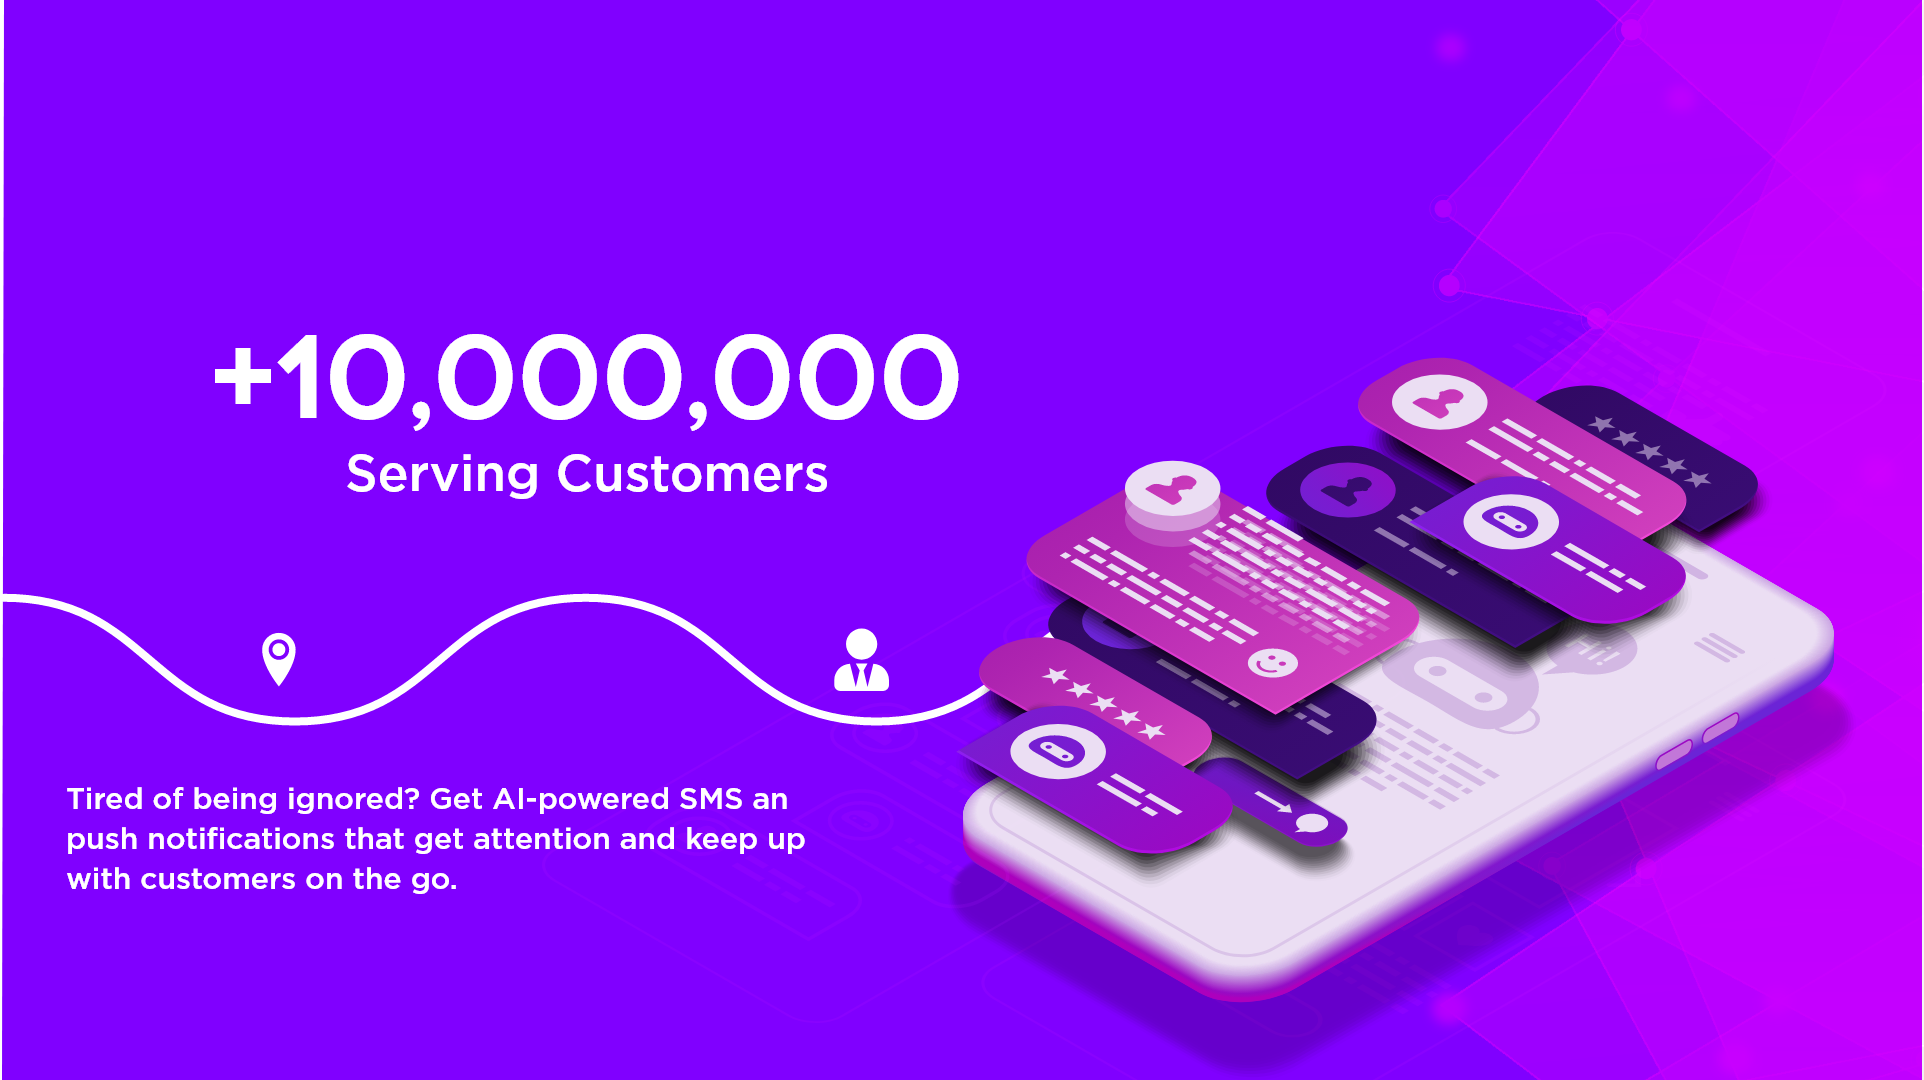 +10,000,000
Serving Customers
Tired of being ignored? Get AI-powered SMS an
push notifications that get attention and keep up
with customers on the go.